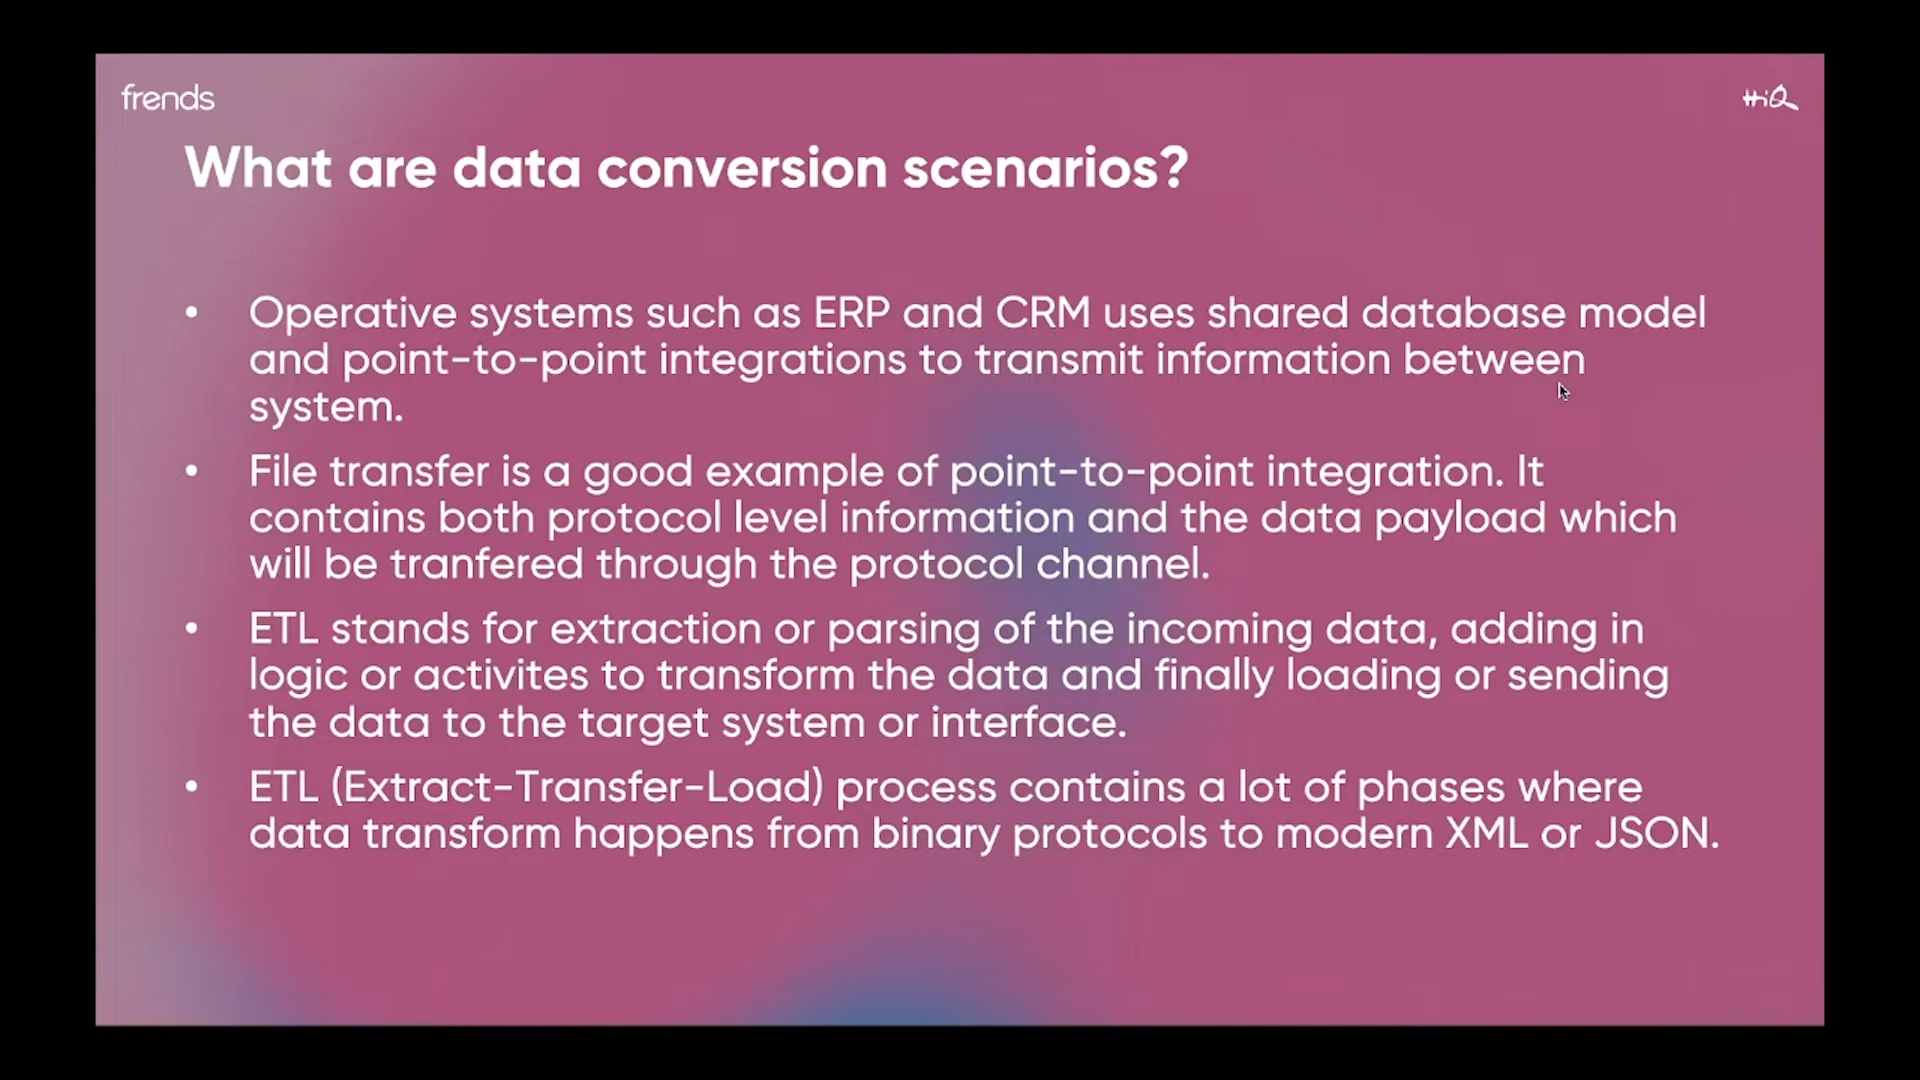 frends
HiQ
What are data conversion scenarios?
• Operative systems such as ERP and CRM uses shared database model
and point-to-point integrations to transmit information between
system.
• File transfer is a good example of point-to-point integration. It
contains both protocol level information and the data payload which
will be tranfered through the protocol channel.
• ETL stands for extraction or parsing of the incoming data, adding in
logic or activites to transform the data and finally loading or sending
the data to the target system or interface.
• ETL (Extract-Transfer-Load) process contains a lot of phases where
data transform happens from binary protocols to modern XML or JSON.